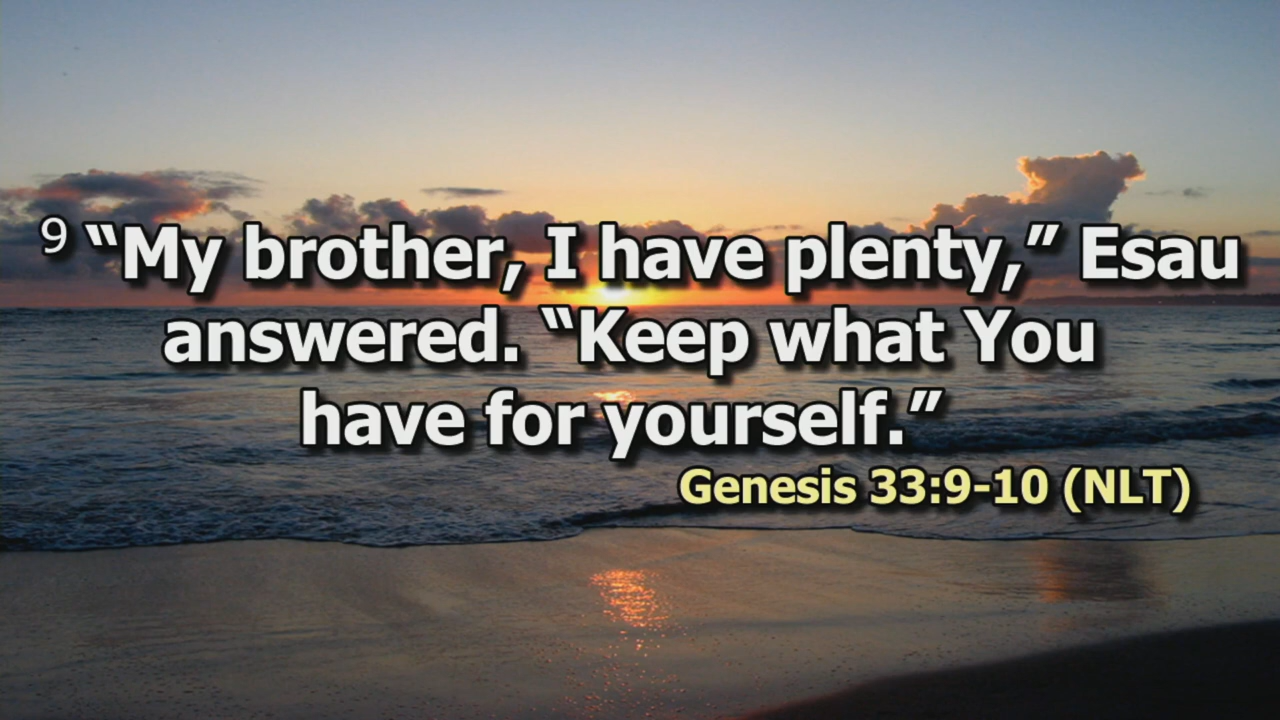 9 “My brother, I have plenty,” Esau
answered. “Keep what You
have for yourself.”
Genesis 33:9-10 (NLT)